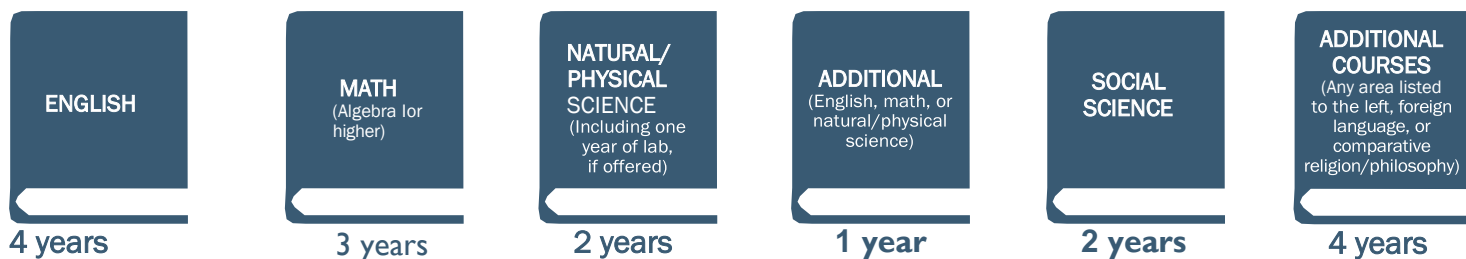 ENGLISH
4 years
MATH
(Algebra Ior
higher)
3 years
NATURAL/
PHYSICAL
SCIENCE
(Including one
year of lab,
if offered)
2 years
ADDITIONAL
(English, math, or
natural/physical
science)
1 year
SOCIAL
SCIENCE
2 years
ADDITIONAL
COURSES
(Any area listed
to the left, foreign
language, or
comparative
religion/philosophy)
4 years